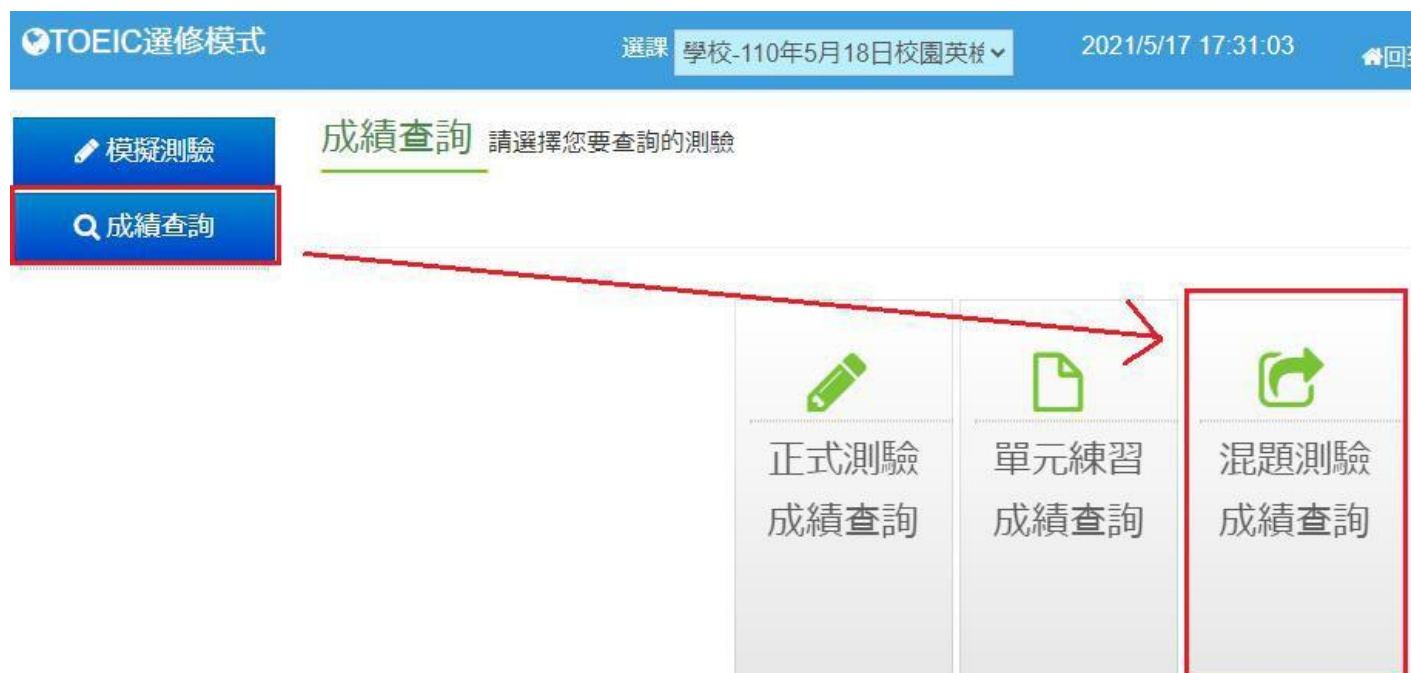 TOEIC選修模式
選課 學校-110年5月18日校園英檢
2021/5/17 17:31:03
模擬測驗
成績查詢
成績查詢 請選擇您要查詢的測驗
正式測驗
成績查詢
單元練習
成績查詢
混題測驗
成績查詢